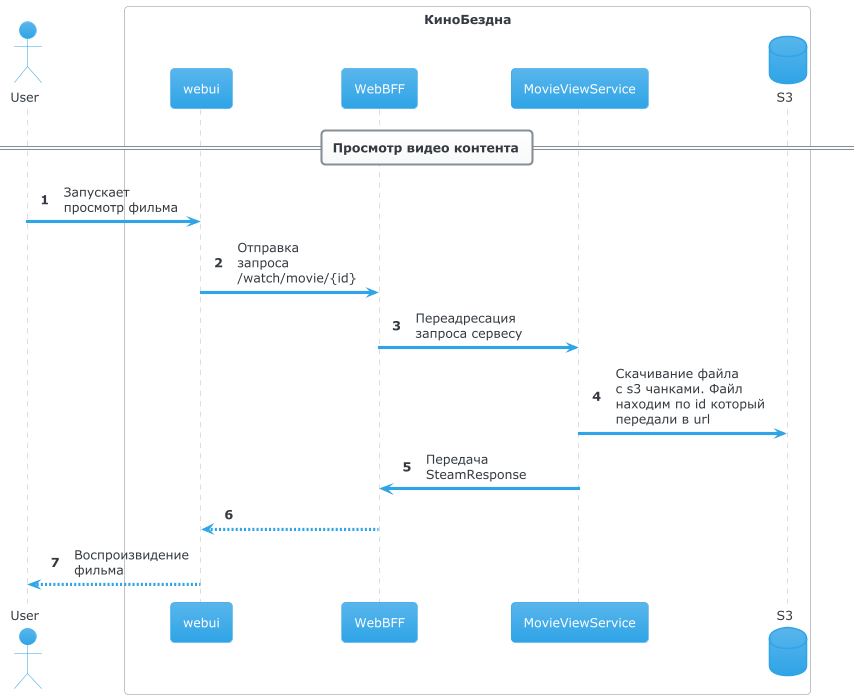 КиноБездна
User
webui
WebBFF
MovieViewService
S3
Просмотр видео контента
1 Запускает
просмотр фильма
2 Отправка
запроса
/watch/movie/{id}
3 Переадресация
запроса сервесу
4 Скачивание файла
с s3 чанками. Файл
находим по id который
передали в url
5 Передача
SteamResponse
6
7 Воспроизвидение
фильма
User
webui
WebBFF
MovieViewService
S3